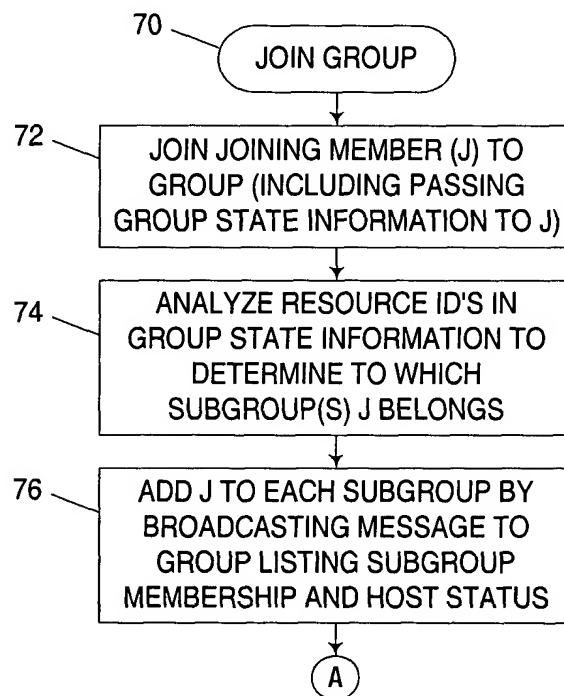 70
JOIN GROUP
72
JOIN JOINING MEMBER (J) TO
GROUP (INCLUDING PASSING
GROUP STATE INFORMATION TO J)
74
ANALYZE RESOURCE ID'S IN
GROUP STATE INFORMATION TO
DETERMINE TO WHICH
SUBGROUP(S) J BELONGS
76
ADD J TO EACH SUBGROUP BY
BROADCASTING MESSAGE TO
GROUP LISTING SUBGROUP
MEMBERSHIP AND HOST STATUS
A